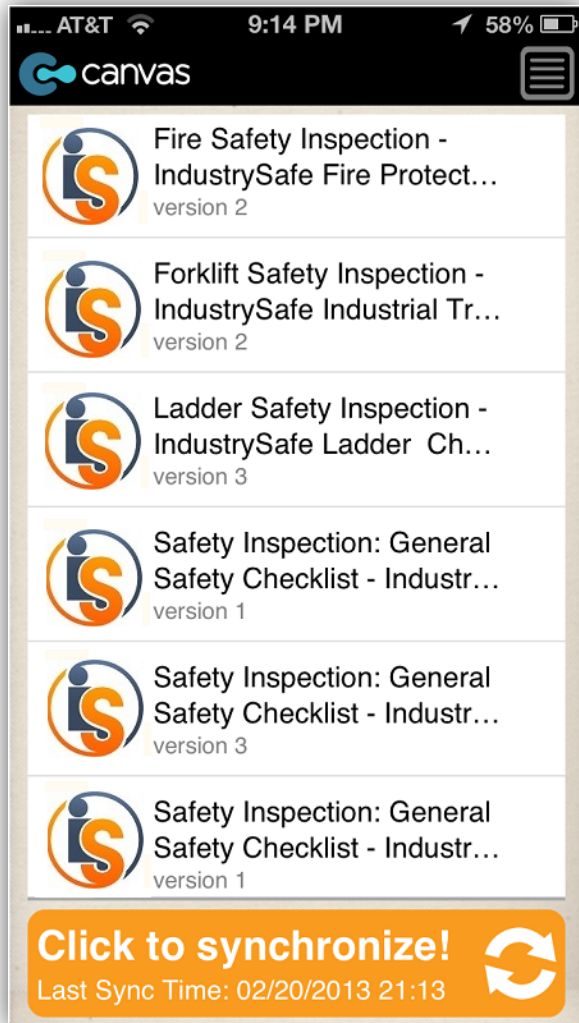 AT&T 9:14 PM 58%
canvas
Fire Safety Inspection -
IndustrySafe Fire Protect...
version 2
Forklift Safety Inspection -
IndustrySafe Industrial Tr...
version 2
Ladder Safety Inspection -
IndustrySafe Ladder  Ch...
version 3
Safety Inspection: General
Safety Checklist - Industr...
version 1
Safety Inspection: General
Safety Checklist - Industr...
version 3
Safety Inspection: General
Safety Checklist - Industr...
version 1
Click to synchronize!
Last Sync Time: 02/20/2013 21:13